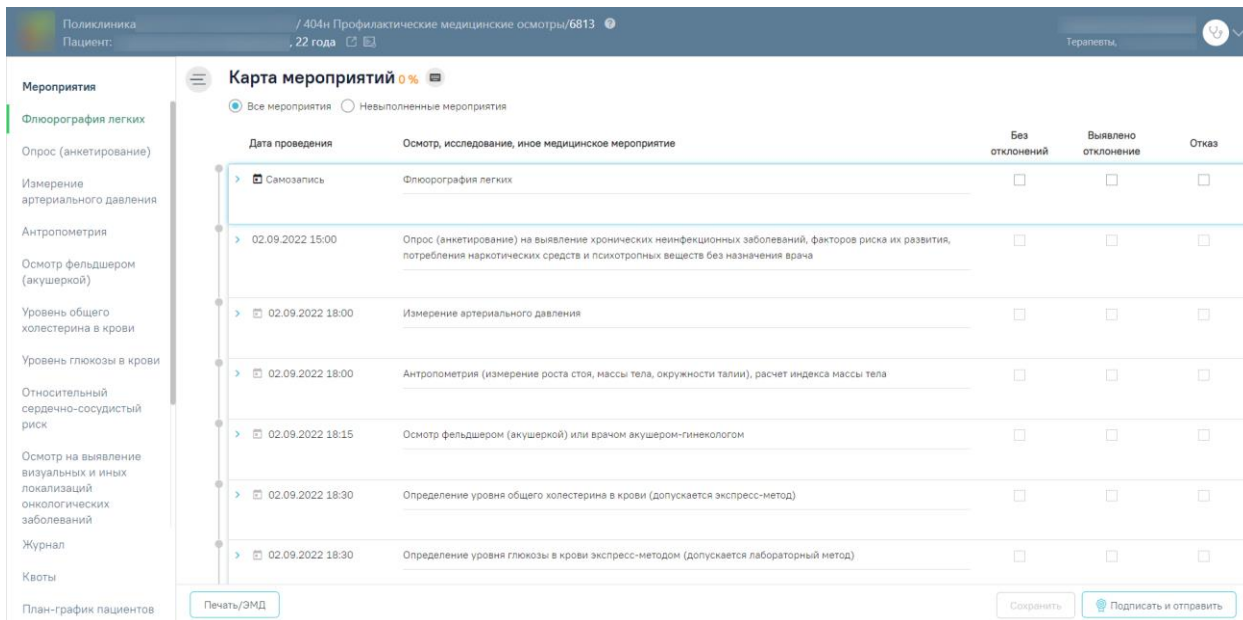 Поликлиника / 404н Профилактические медицинские осмотры/6813 ?
Пациент: , 22 года
Терапевты,
Мероприятия
Флюорография легких
Опрос (анкетирование)
Измерение
артериального давления
Антропометрия
Осмотр фельдшером
(акушеркой)
Уровень общего
холестерина в крови
Уровень глюкозы в крови
Относительный
сердечно-сосудистый
риск
Осмотр на выявление
визуальных и иных
локализаций
онкологических
заболеваний
Журнал
Квоты
План-график пациентов
Карта мероприятий 0 %
Все мероприятия Невыполненные мероприятия
Дата проведения Осмотр, исследование, иное медицинское мероприятие Без отклонений Выявлено отклонение Отказ
Самозапись Флюорография легких
02.09.2022 15:00 Опрос (анкетирование) на выявление хронических неинфекционных заболеваний, факторов риска их развития,
потребления наркотических средств и психотропных веществ без назначения врача
02.09.2022 18:00 Измерение артериального давления
02.09.2022 18:00 Антропометрия (измерение роста стоя, массы тела, окружности талии), расчет индекса массы тела
02.09.2022 18:15 Осмотр фельдшером (акушеркой) или врачом акушером-гинекологом
02.09.2022 18:30 Определение уровня общего холестерина в крови (допускается экспресс-метод)
02.09.2022 18:30 Определение уровня глюкозы в крови экспресс-методом (допускается лабораторный метод)
Печать/ЭМД Сохранить Подписать и отправить